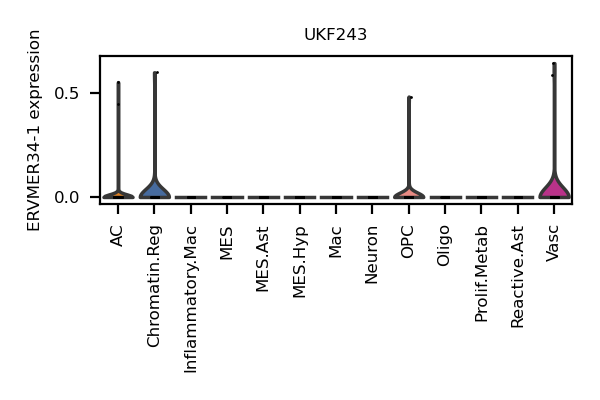 UKF243
ERVMER34-1 expression
0.5
0.0
AC
Chromatin.Reg
Inflammatory.Mac
MES
MES.Ast
MES.Hyp
Mac
Neuron
OPC
Oligo
Prolif.Metab
Reactive.Ast
Vasc